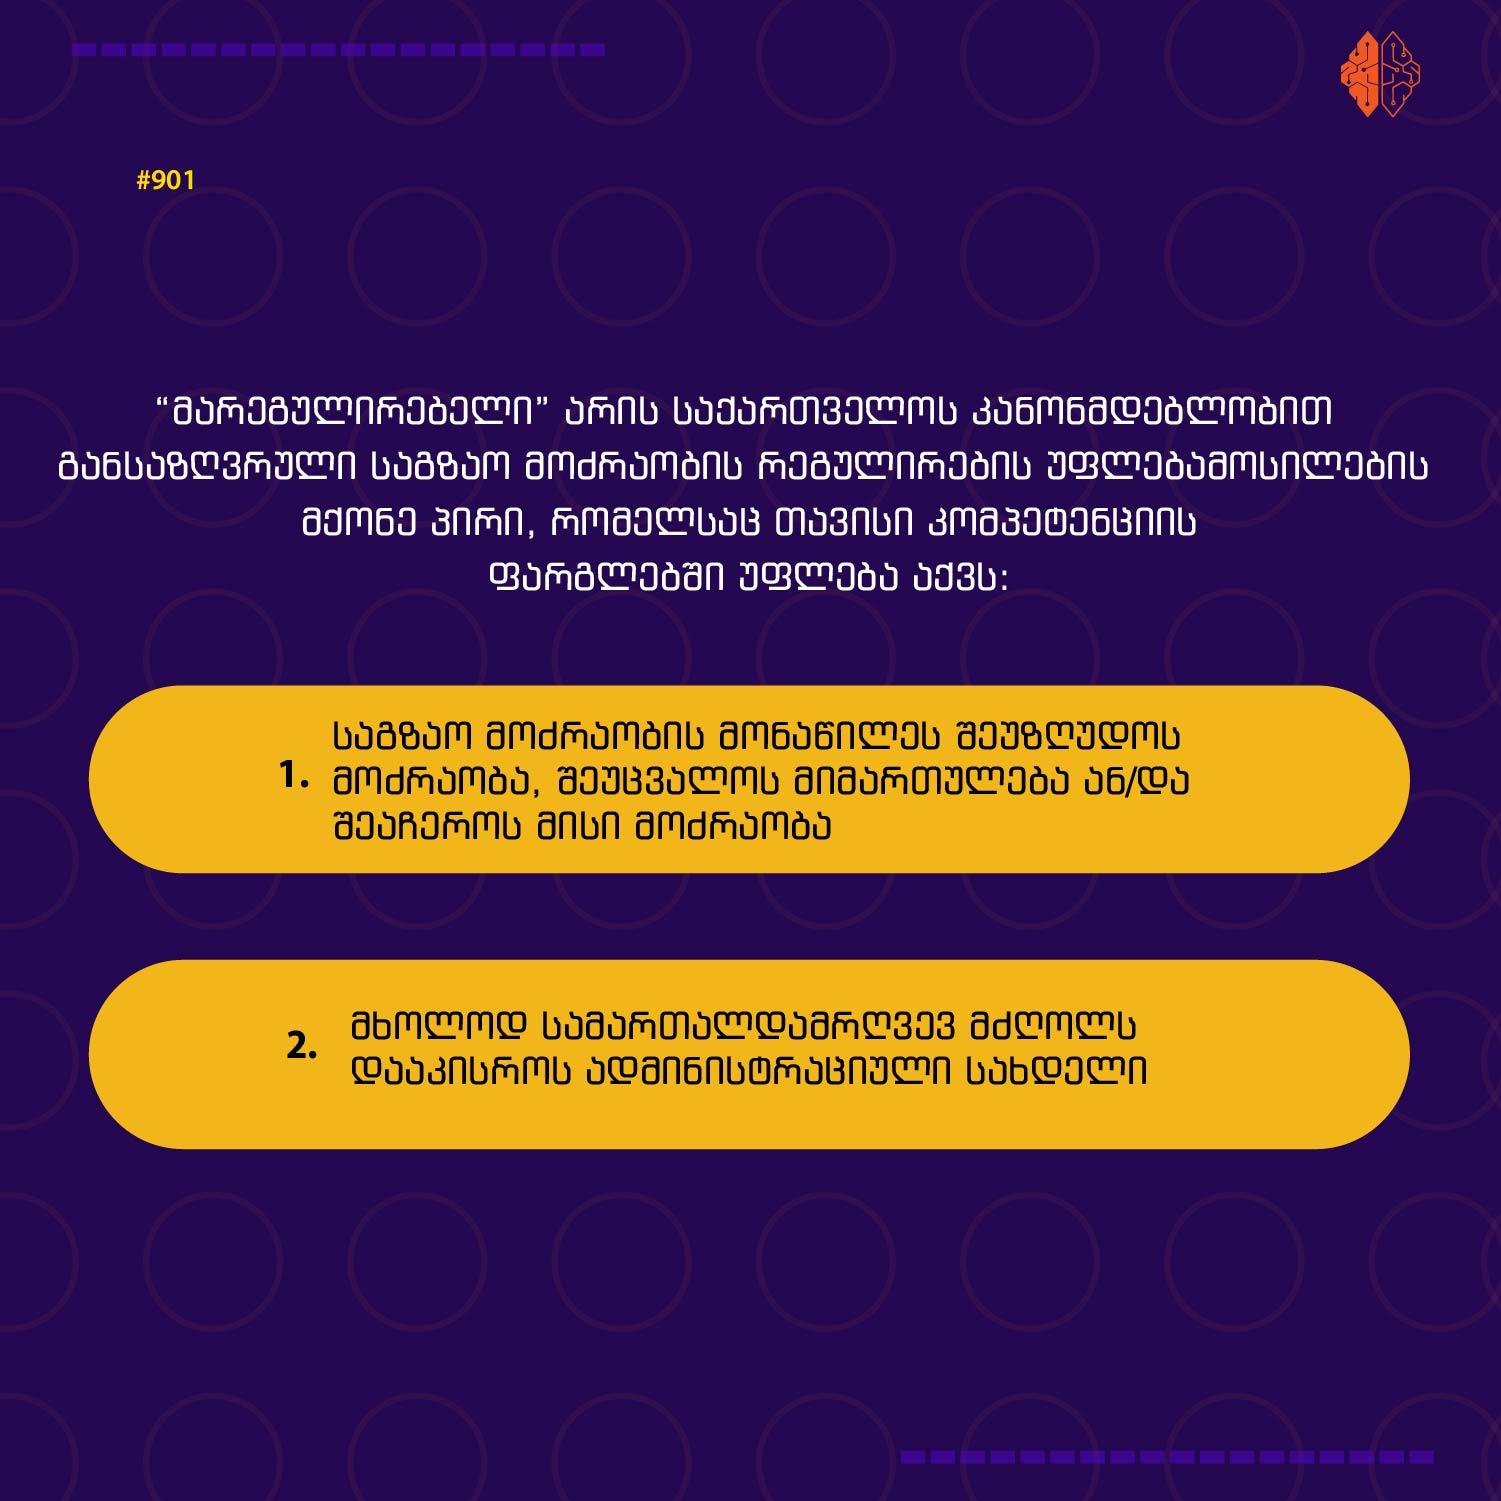 #901
“მარეგულირებელი” არის საქართველოს კანონმდებლობით
განსაზღვრული საგზაო მოძრაობის რეგულირების უფლებამოსილების
მქონე პირი, რომელსაც თავისი კომპეტენციის
ფარგლებში უფლება აქვს:
1. საგზაო მოძრაობის მონაწილეს შეუზღუდოს
მოძრაობა, შეუცვალოს მიმართულება ან/და
შეაჩეროს მისი მოძრაობა
2. მხოლოდ სამართალდამრღვევ მძღოლს
დააკისროს ადმინისტრაციული სახდელი